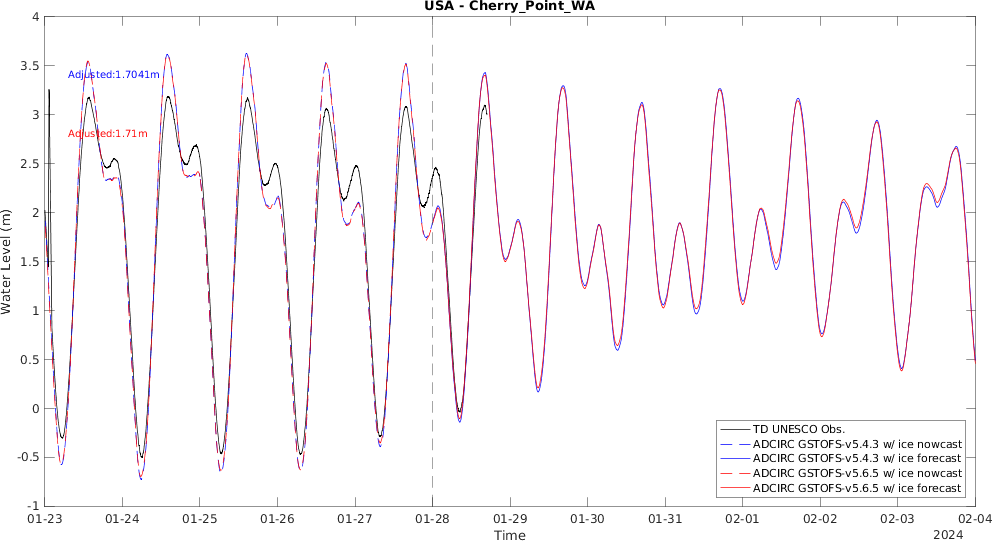 USA - Cherry_Point_WA
4
3.5
3
2.5
2
1.5
1
0.5
0
-0.5
-1
Water Level (m)
Adjusted:1.7041m
Adjusted:1.71m
TD UNESCO Obs.
ADCIRC GSTOFS-v5.4.3 w/ ice nowcast
ADCIRC GSTOFS-v5.4.3 w/ ice forecast
ADCIRC GSTOFS-v5.6.5 w/ ice nowcast
ADCIRC GSTOFS-v5.6.5 w/ ice forecast
01-23 01-24 01-25 01-26 01-27 01-28 01-29 01-30 01-31 02-01 02-02 02-03 02-04
Time
2024